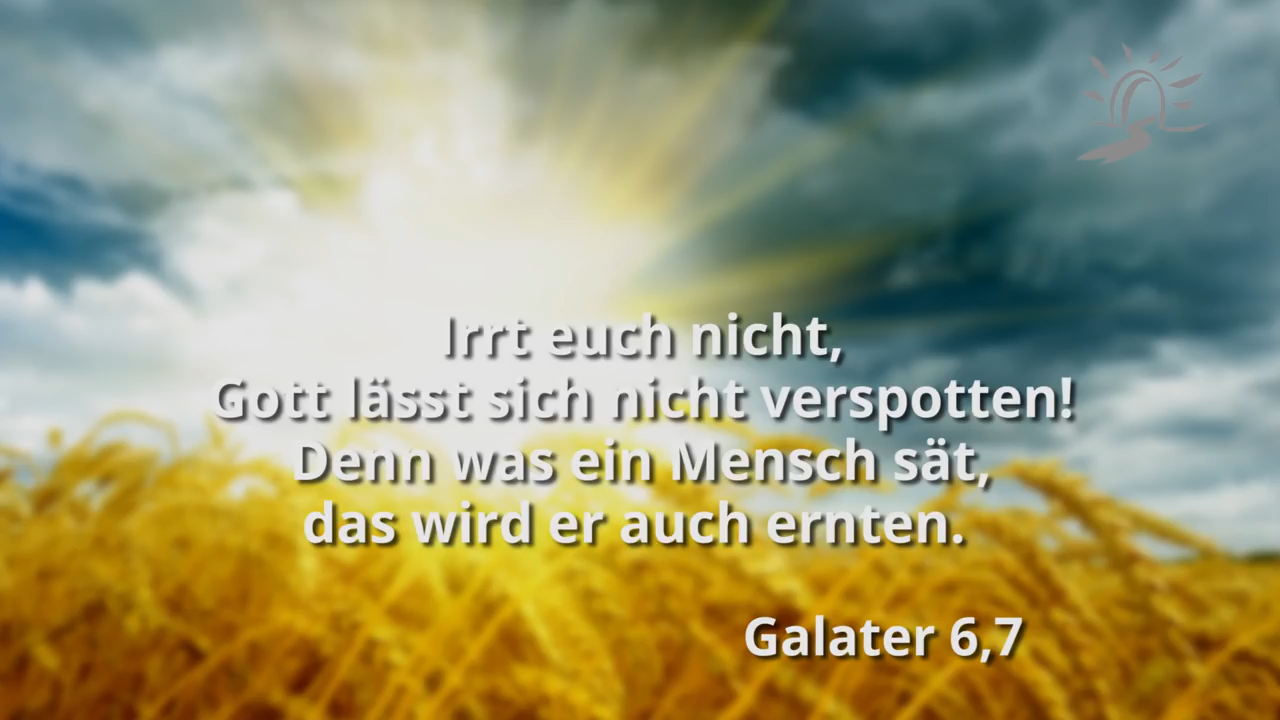 Irrt euch nicht,
Gott lässt sich nicht verspotten!
Denn was ein Mensch sät,
das wird er auch ernten.
Galater 6,7